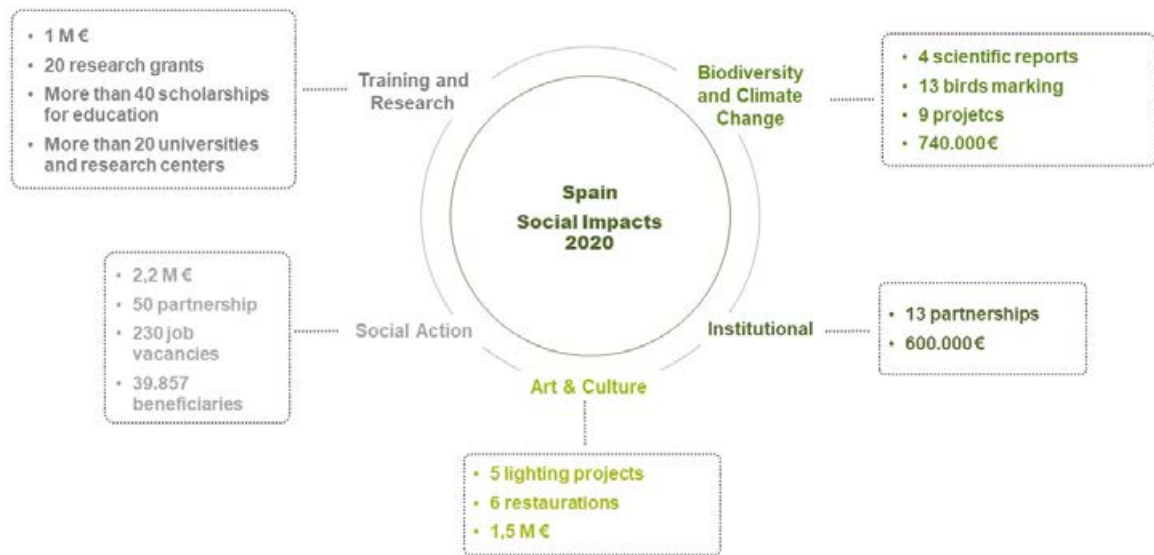 • 1 M €
• 20 research grants
• More than 40 scholarships
for education
• More than 20 universities
and research centers
Training and
Research
Biodiversity
and Climate
Change
• 4 scientific reports
• 13 birds marking
• 9 projetcs
• 740.000 €
Spain
Social Impacts
2020
• 2,2 M €
• 50 partnership
• 230 job
vacancies
• 39.857
beneficiaries
Social Action
Institutional
• 13 partnerships
• 600.000 €
Art & Culture
• 5 lighting projects
• 6 restaurations
• 1,5 M €